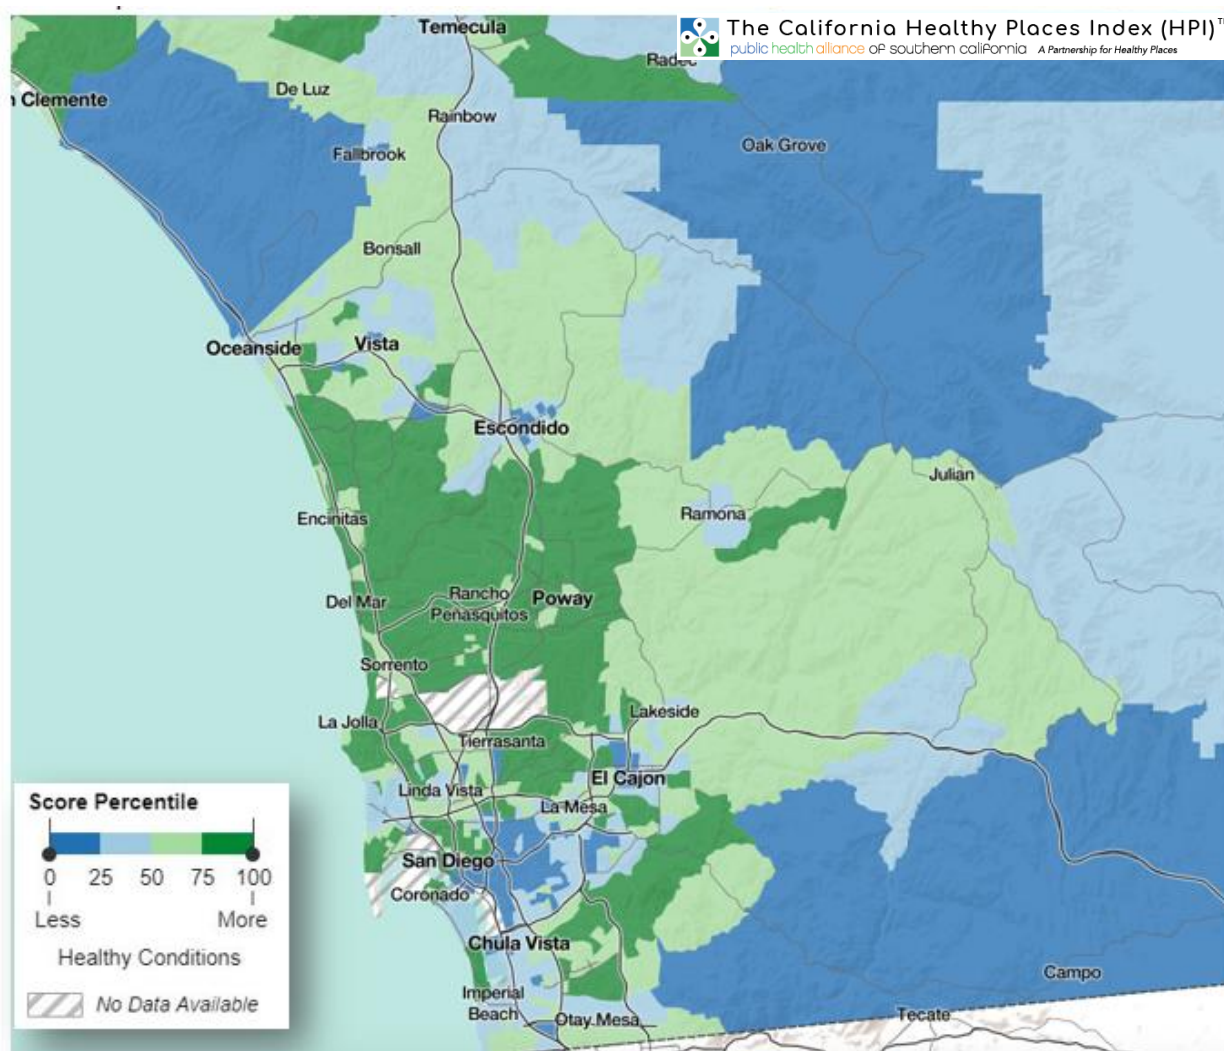 The California Healthy Places Index (HPI)™
public health alliance of southern california A Partnership for Healthy Places
Temecula
Radec
De Luz
n Clemente
Rainbow
Oak Grove
Fallbrook
Bonsall
Oceanside
Vista
Escondido
Julian
Ramona
Encinitas
Del Mar
Rancho
Peñasquitos
Poway
Sorrento
La Jolla
Lakeside
Tierrasanta
El Cajon
Linda Vista
La Mesa
San Diego
Coronado
Chula Vista
Campo
Imperial
Beach
Otay Mesa
Tecate
Score Percentile
0 25 50 75 100
Less More
Healthy Conditions
No Data Available